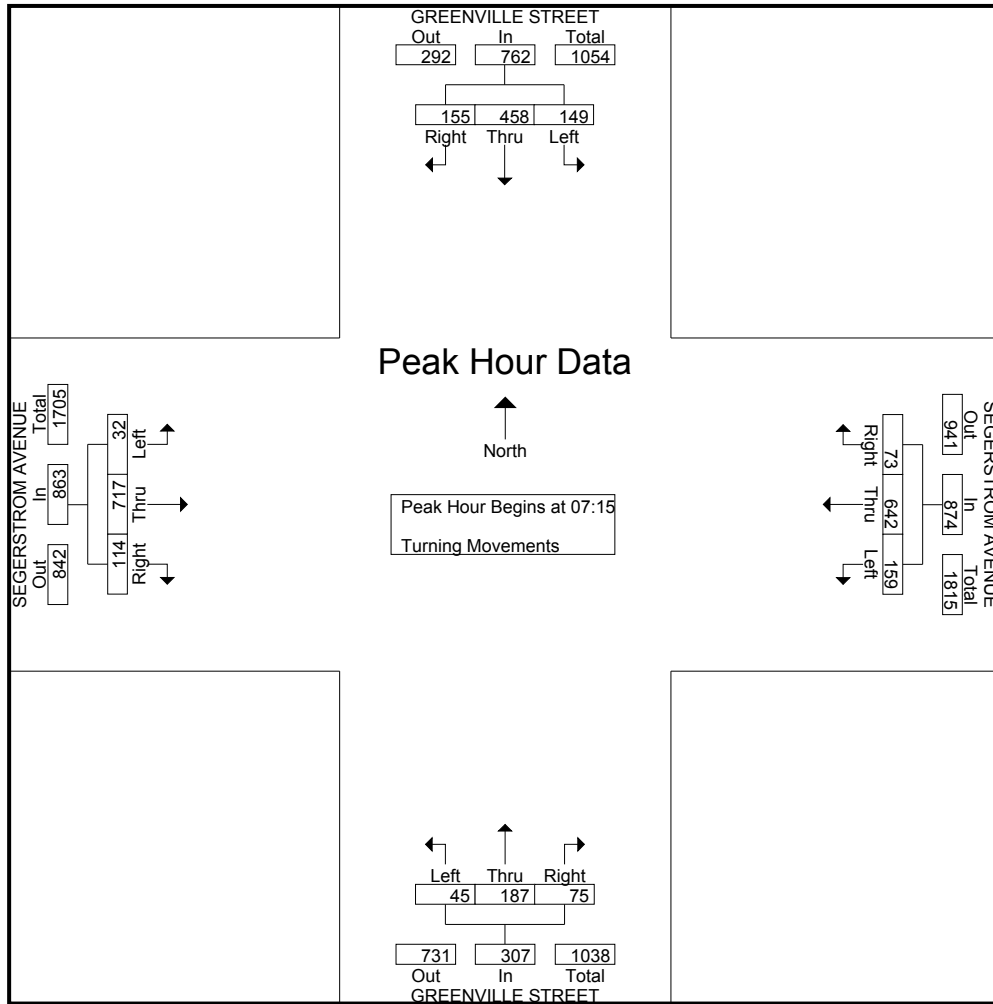 GREENVILLE STREET
Out In Total
292 762 1054
155 458 149
Right Thru Left
Peak Hour Data
North
Peak Hour Begins at 07:15
Turning Movements
SEGERSTROM AVENUE
Total In Out
1705 863 842
32 717 114
Left Thru Right
SEGERSTROM AVENUE
Out In Total
941 874 1815
73 642 159
Right Thru Left
Left Thru Right
45 187 75
731 307 1038
Out In Total
GREENVILLE STREET